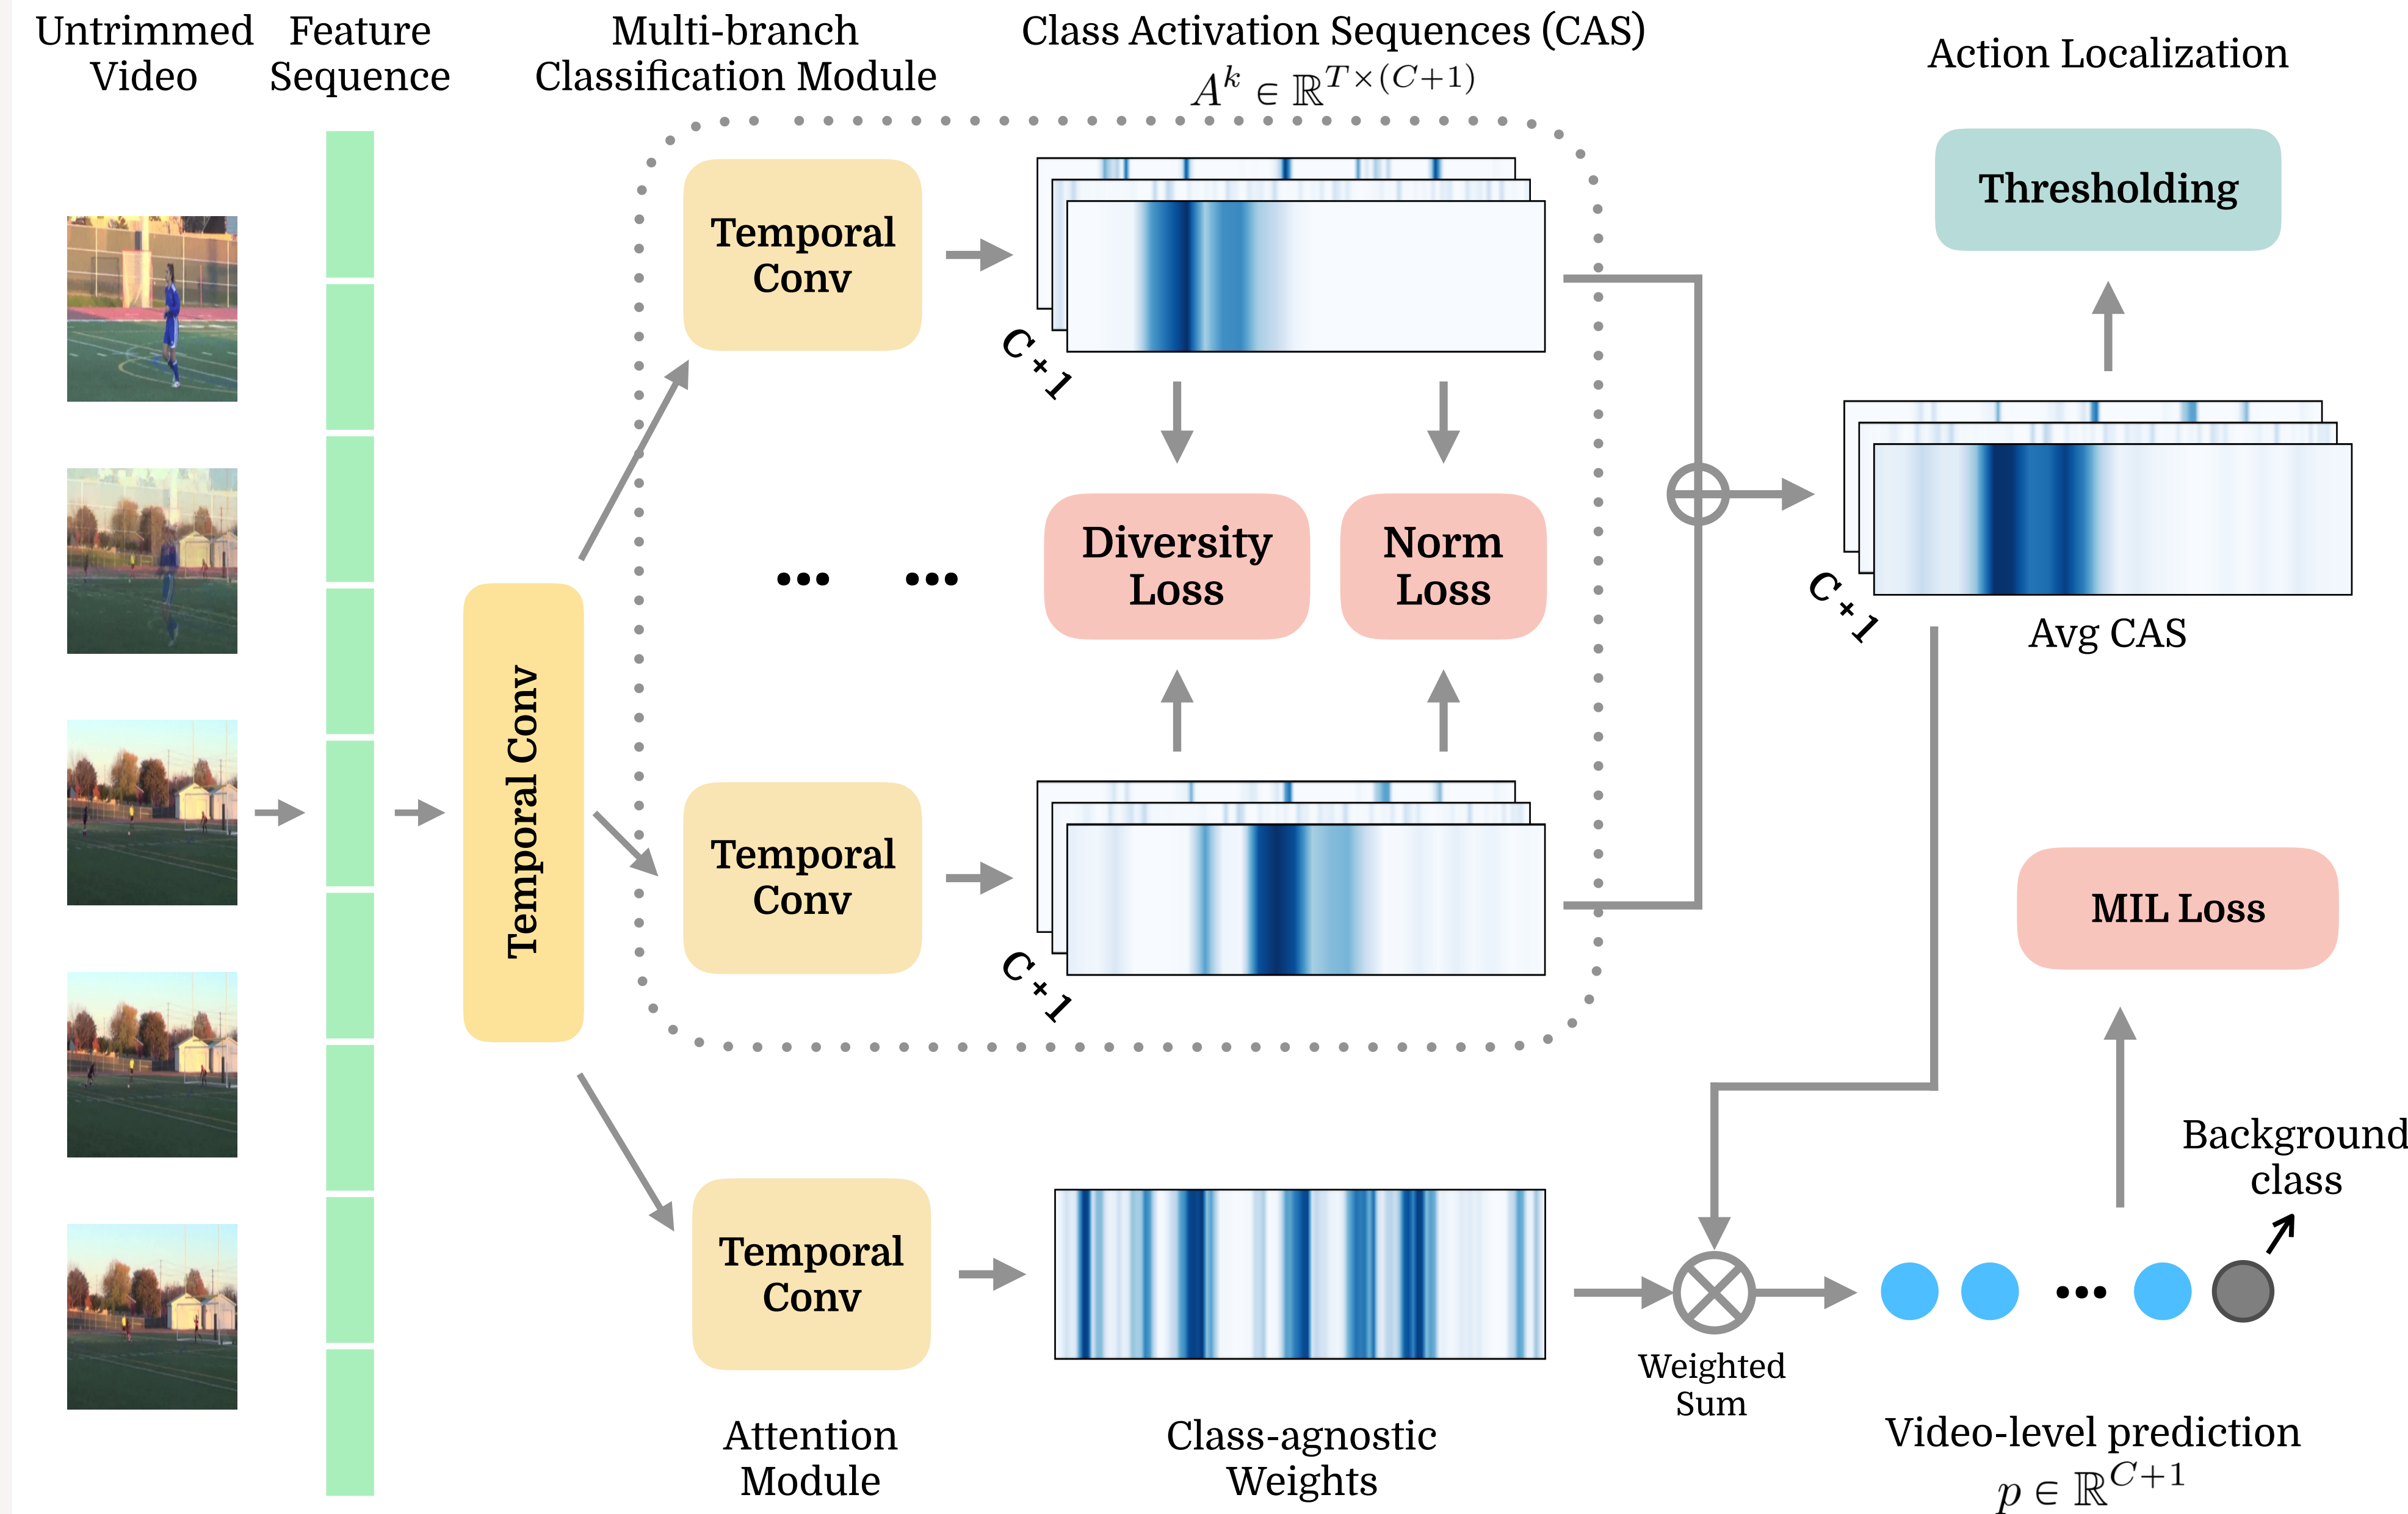 Untrimmed
Video
Feature
Sequence
Multi-branch
Classification Module
Class Activation Sequences (CAS)
A^k ∈ ℝ^{T×(C+1)}
Action Localization
Thresholding
Temporal
Conv
C + 1
Diversity
Loss
Norm
Loss
... ...
C + 1
Avg CAS
Temporal Conv
Temporal
Conv
C + 1
MIL Loss
Background
class
Temporal
Conv
...
Weighted
Sum
Attention
Module
Class-agnostic
Weights
Video-level prediction
p ∈ ℝ^{C+1}